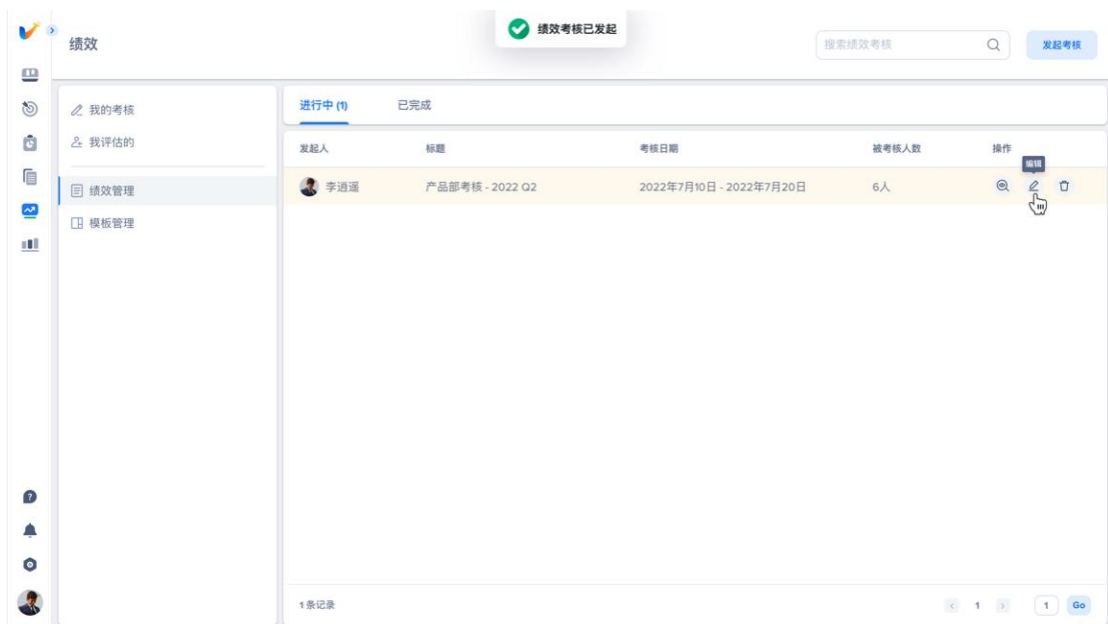 绩效考核已发起
绩效
搜索绩效考核
发起考核
我的考核
我评估的
绩效管理
模板管理
进行中 (1)
已完成
发起人 标题 考核日期 被考核人数 操作
编辑
李逍遥 产品部考核 - 2022 Q2 2022年7月10日 - 2022年7月20日 6人
1 条记录
1
1 Go